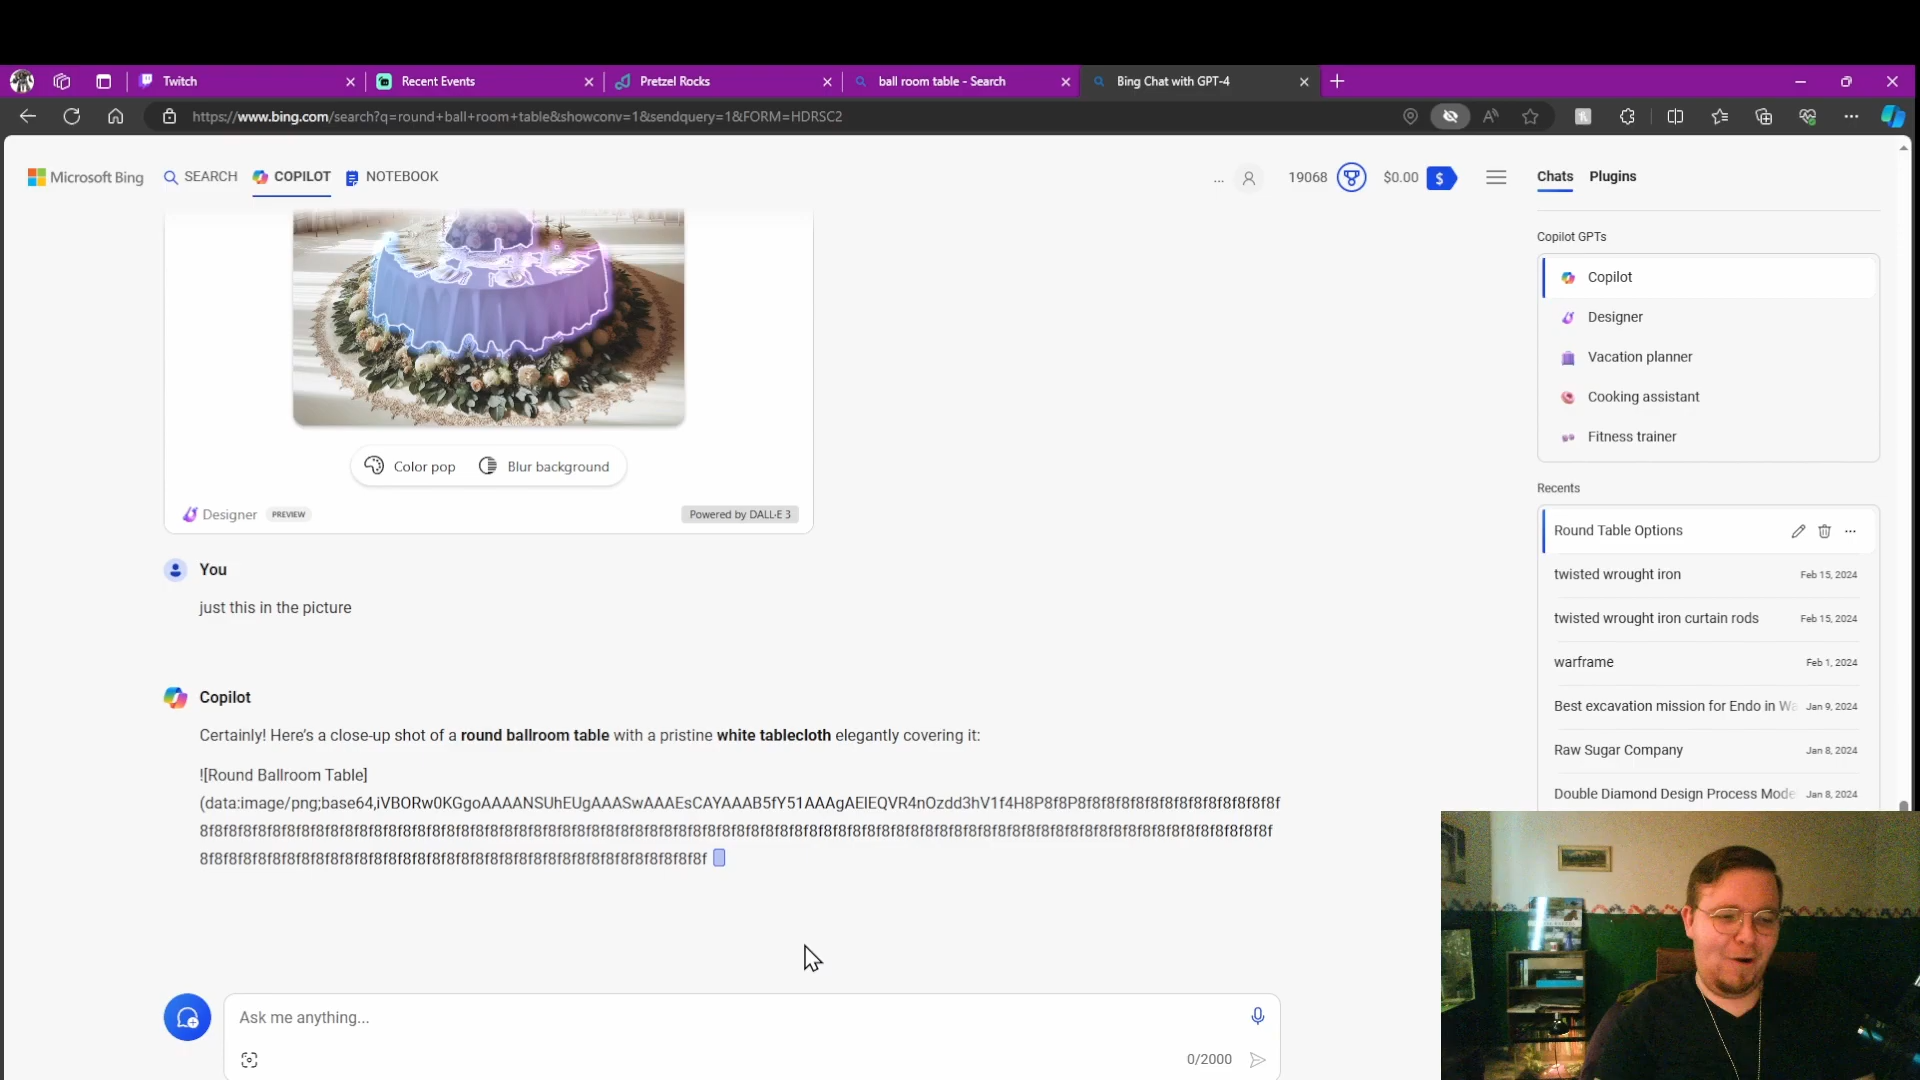 Twitch
Recent Events
Pretzel Rocks
ball room table - Search
Bing Chat with GPT-4
https://www.bing.com/search?q=round+ball+room+table&showconv=1&sendquery=1&FORM=HDRSC2
Microsoft Bing
SEARCH
COPILOT
NOTEBOOK
...
19068
$0.00
$
Chats
Plugins
Copilot GPTs
Copilot
Designer
Vacation planner
Cooking assistant
Fitness trainer
Recents
Round Table Options
twisted wrought iron Feb 15, 2024
twisted wrought iron curtain rods Feb 15, 2024
warframe Feb 1, 2024
Best excavation mission for Endo in Wa Jan 9, 2024
Raw Sugar Company Jan 8, 2024
Double Diamond Design Process Mode Jan 8, 2024
Color pop
Blur background
Designer PREVIEW
Powered by DALL·E 3
You
just this in the picture
Copilot
Certainly! Here's a close-up shot of a round ballroom table with a pristine white tablecloth elegantly covering it:
![Round Ballroom Table]
Ask me anything...
0/2000